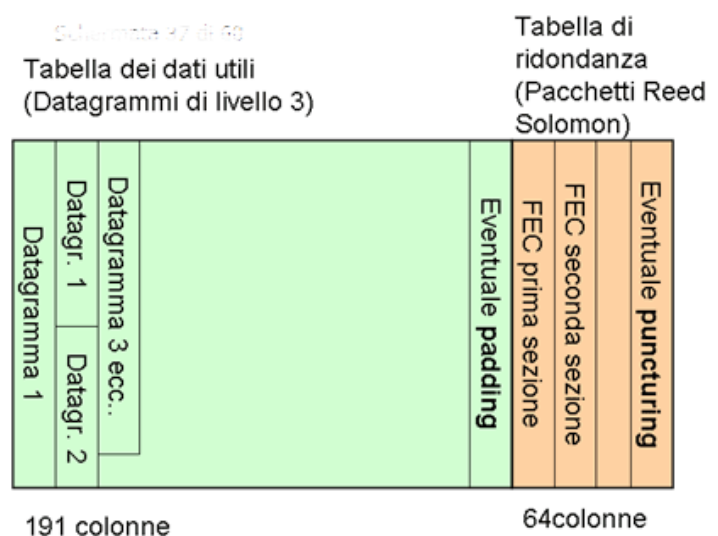 Tabella dei dati utili
(Datagrammi di livello 3)
Tabella di
ridondanza
(Pacchetti Reed
Solomon)
Datagramma 1
Datagr. 1
Datagr. 2
Datagramma 3 ecc..
Eventuale padding
FEC prima sezione
FEC seconda sezione
Eventuale puncturing
191 colonne
64colonne